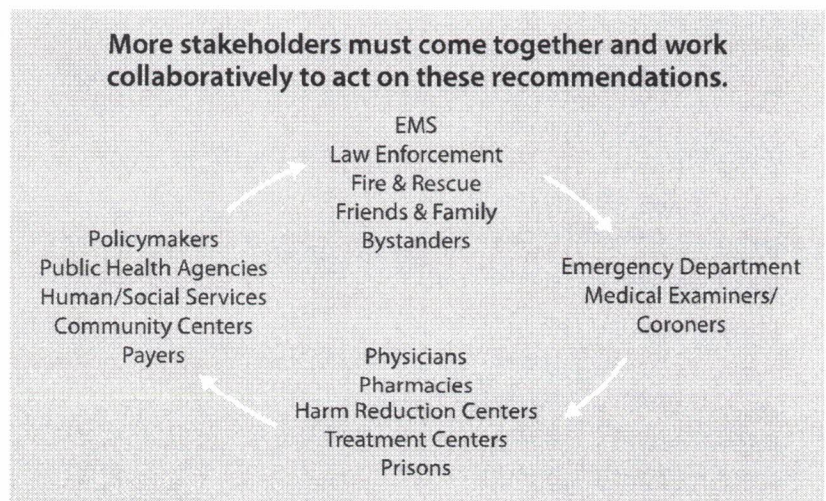 More stakeholders must come together and work
collaboratively to act on these recommendations.
EMS
Law Enforcement
Fire & Rescue
Friends & Family
Bystanders
Emergency Department
Medical Examiners/
Coroners
Physicians
Pharmacies
Harm Reduction Centers
Treatment Centers
Prisons
Policymakers
Public Health Agencies
Human/Social Services
Community Centers
Payers